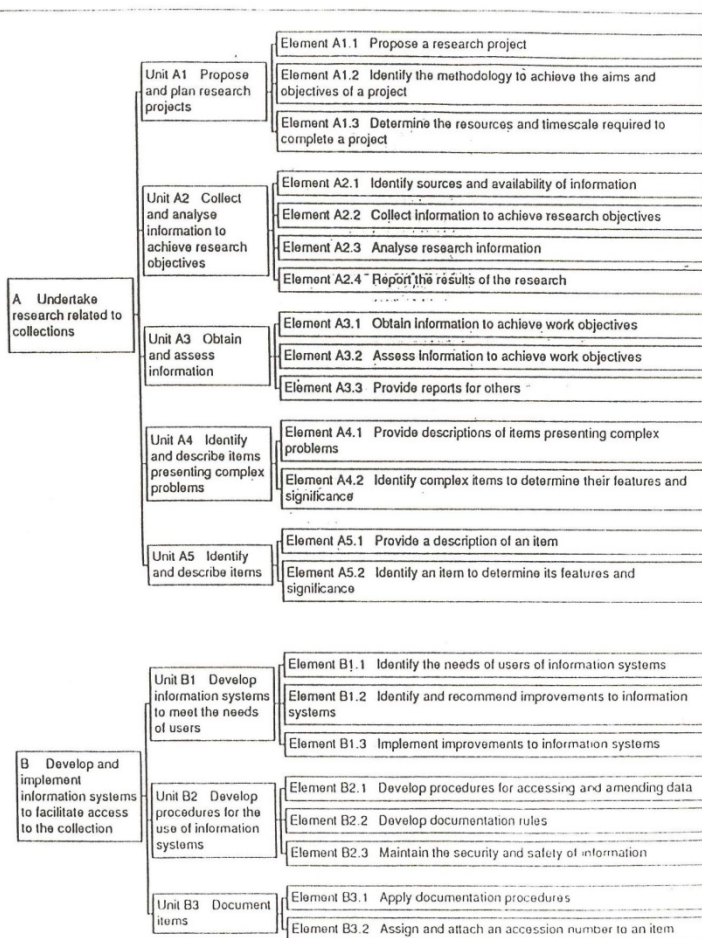 Element A1.1 Propose a research project
Unit A1 Propose
and plan research
projects
Element A1.2 Identify the methodology to achieve the aims and
objectives of a project
Element A1.3 Determine the resources and timescale required to
complete a project
Element A2.1 Identify sources and availability of information
Unit A2 Collect
and analyse
information to
achieve research
objectives
Element A2.2 Collect information to achieve research objectives
Element A2.3 Analyse research information
Element A2.4 Report the results of the research
A Undertake
research related to
collections
Element A3.1 Obtain information to achieve work objectives
Unit A3 Obtain
and assess
information
Element A3.2 Assess information to achieve work objectives
Element A3.3 Provide reports for others
Unit A4 Identify
and describe items
presenting complex
problems
Element A4.1 Provide descriptions of items presenting complex
problems
Element A4.2 Identify complex items to determine their features and
significance
Unit A5 Identify
and describe items
Element A5.1 Provide a description of an item
Element A5.2 Identify an item to determine its features and
significance
Element B1.1 Identify the needs of users of information systems
Unit B1 Develop
information systems
to meet the needs
of users
Element B1.2 Identify and recommend improvements to information
systems
Element B1.3 Implement improvements to information systems
B Develop and
implement
information systems
to facilitate access
to the collection
Unit B2 Develop
procedures for the
use of information
systems
Element B2.1 Develop procedures for accessing and amending data
Element B2.2 Develop documentation rules
Element B2.3 Maintain the security and safety of information
Unit B3 Document
items
Element B3.1 Apply documentation procedures
Element B3.2 Assign and attach an accession number to an item